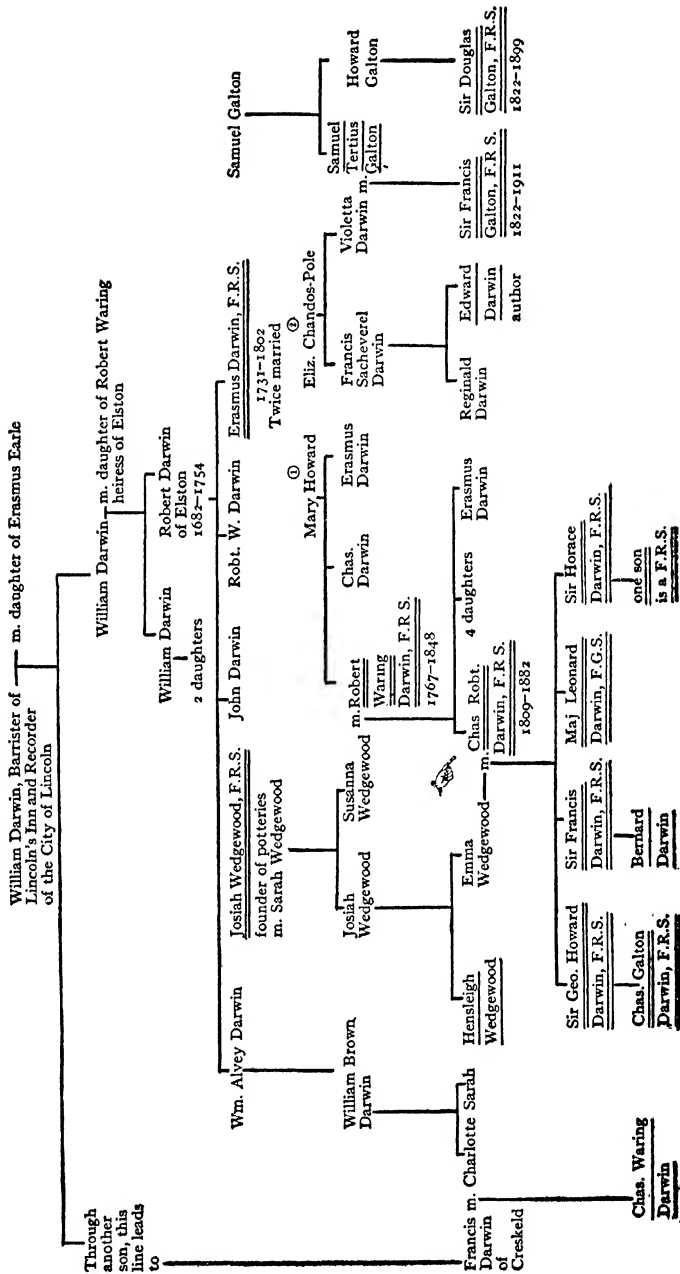 William Darwin, Barrister of
Lincoln's Inn and Recorder
of the City of Lincoln
m. daughter of Erasmus Earle
Through
another
son, this
line leads
to
William Darwin
m. daughter of Robert Waring
heiress of Elston
William Darwin
2 daughters
Robert Darwin
of Elston
1682–1754
Samuel Galton
Wm. Alvey Darwin
Josiah Wedgewood, F.R.S.
founder of potteries
m. Sarah Wedgewood
John Darwin
Robt. W. Darwin
Erasmus Darwin, F.R.S.
1731–1802
Twice married
Mary Howard ①
Eliz. Chandos-Pole ②
William Brown
Darwin
Josiah
Wedgewood
Susanna
Wedgewood
m. Robert
Waring
Darwin, F.R.S.
1767–1848
Chas.
Darwin
Erasmus
Darwin
Francis
Sacheverel
Darwin
Violetta
Darwin m.
Samuel
Tertius
Galton
Howard
Galton
Francis m. Charlotte Sarah
Darwin
of
Creskeld
Hensleigh
Wedgewood
Emma
Wedgewood
m.
Chas Robt.
Darwin, F.R.S.
1809–1882
4 daughters
Erasmus
Darwin
Reginald
Darwin
Edward
Darwin
author
Sir Francis
Galton, F.R.S.
1822–1911
Sir Douglas
Galton, F.R.S.
1822–1899
Sir Geo. Howard
Darwin, F.R.S.
Sir Francis
Darwin, F.R.S.
Maj Leonard
Darwin, F.G.S.
Sir Horace
Darwin, F.R.S.
Chas. Waring
Darwin
Chas. Galton
Darwin, F.R.S.
Bernard
Darwin
one son
is a F.R.S.